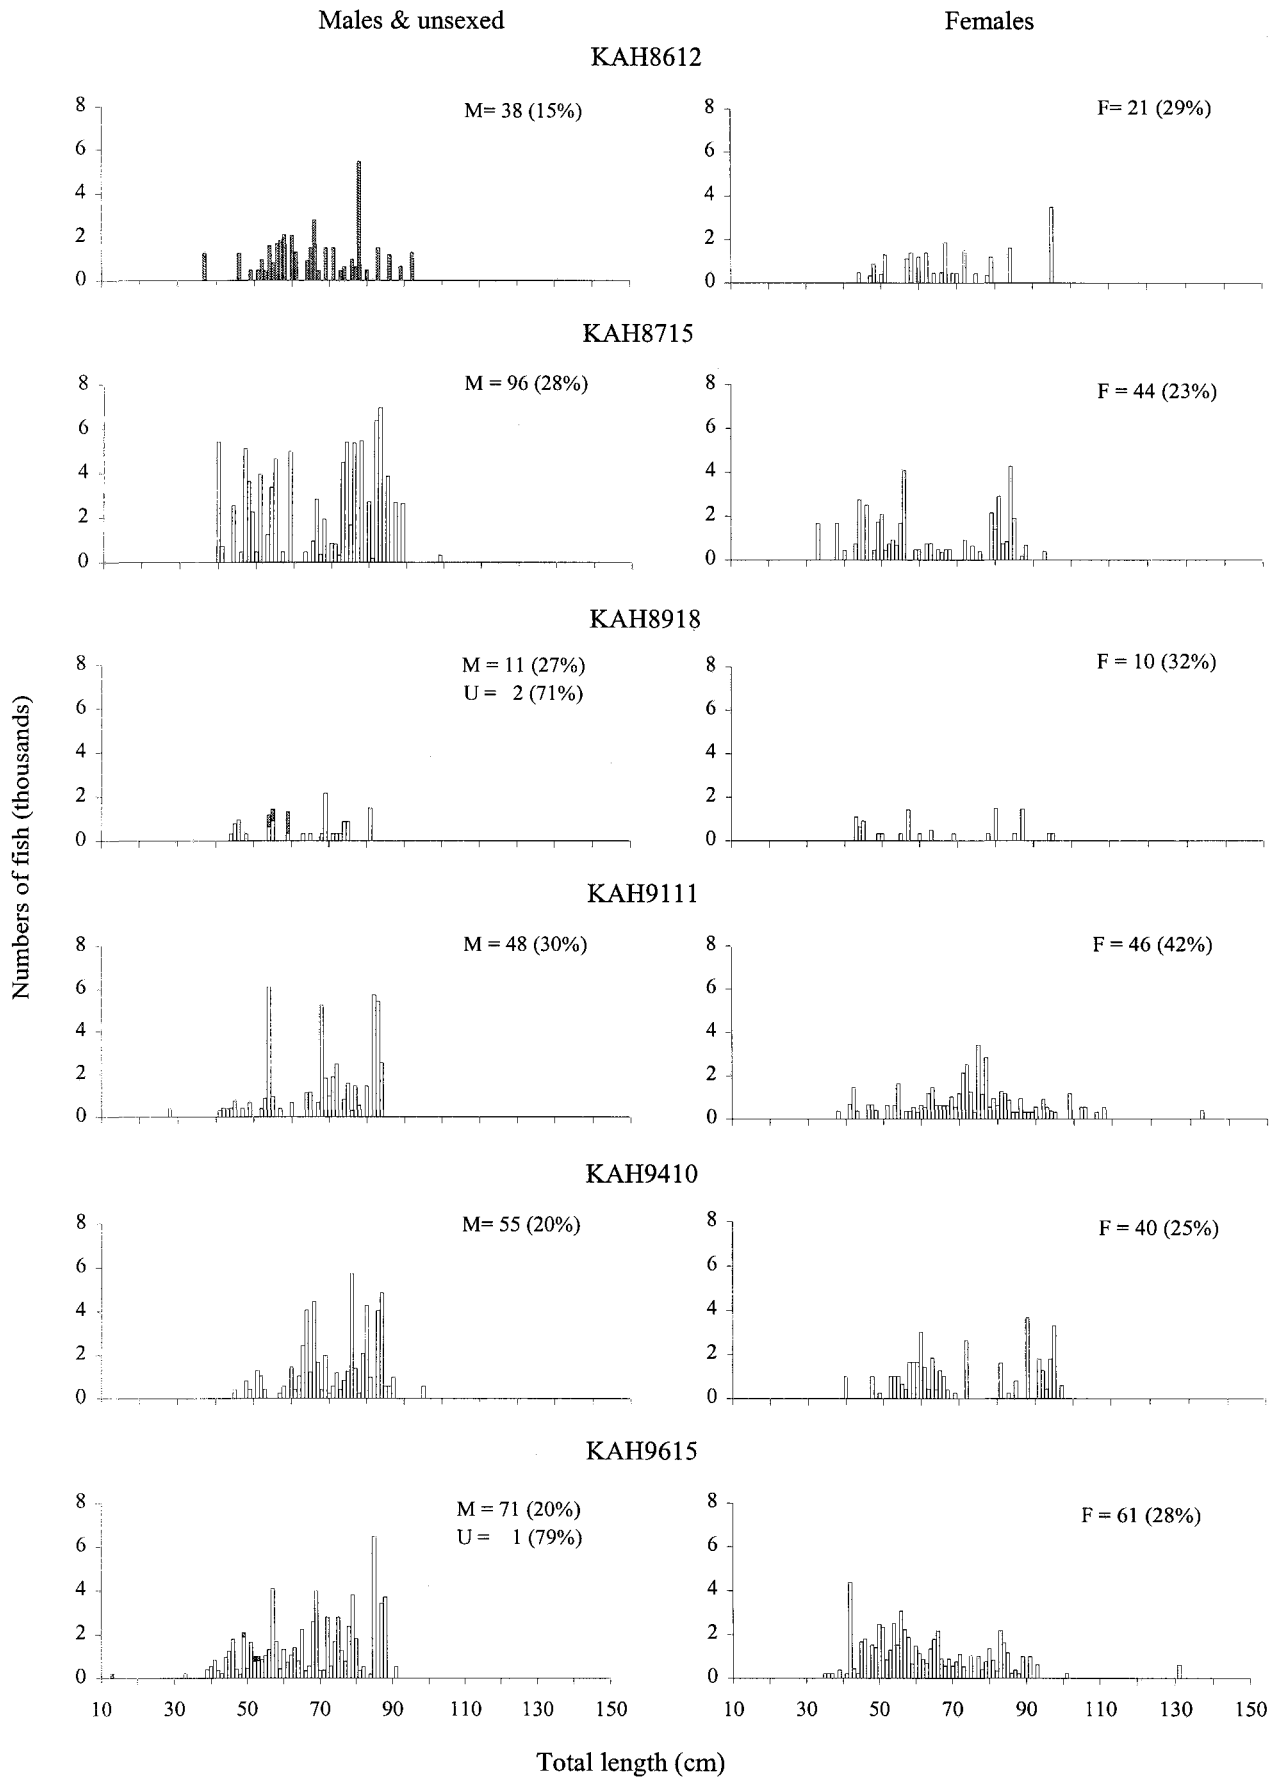 Males & unsexed Females
KAH8612
M= 38 (15%) F= 21 (29%)
8 8
6 6
4 4
2 2
0 0
KAH8715
M = 96 (28%) F = 44 (23%)
8 8
6 6
4 4
2 2
0 0
KAH8918
M = 11 (27%) F = 10 (32%)
U = 2 (71%)
8 8
6 6
4 4
2 2
0 0
Numbers of fish (thousands)
KAH9111
M = 48 (30%) F = 46 (42%)
8 8
6 6
4 4
2 2
0 0
KAH9410
M= 55 (20%) F = 40 (25%)
8 8
6 6
4 4
2 2
0 0
KAH9615
M = 71 (20%) F = 61 (28%)
U = 1 (79%)
8 8
6 6
4 4
2 2
0 0
10 30 50 70 90 110 130 150 10 30 50 70 90 110 130 150
Total length (cm)